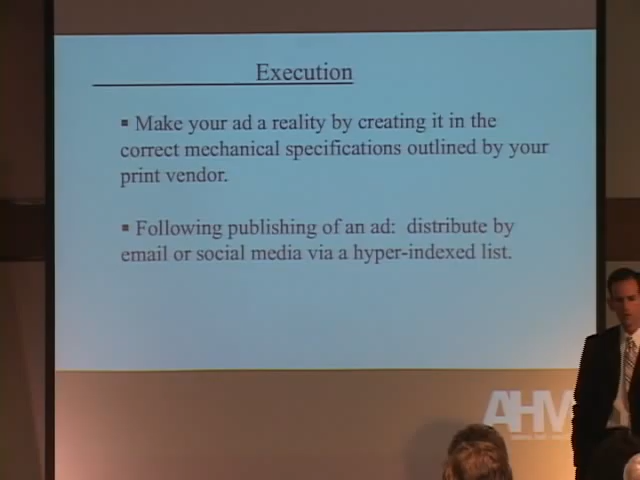 Execution
▪ Make your ad a reality by creating it in the
correct mechanical specifications outlined by your
print vendor.
▪ Following publishing of an ad:  distribute by
email or social media via a hyper-indexed list.
AHM